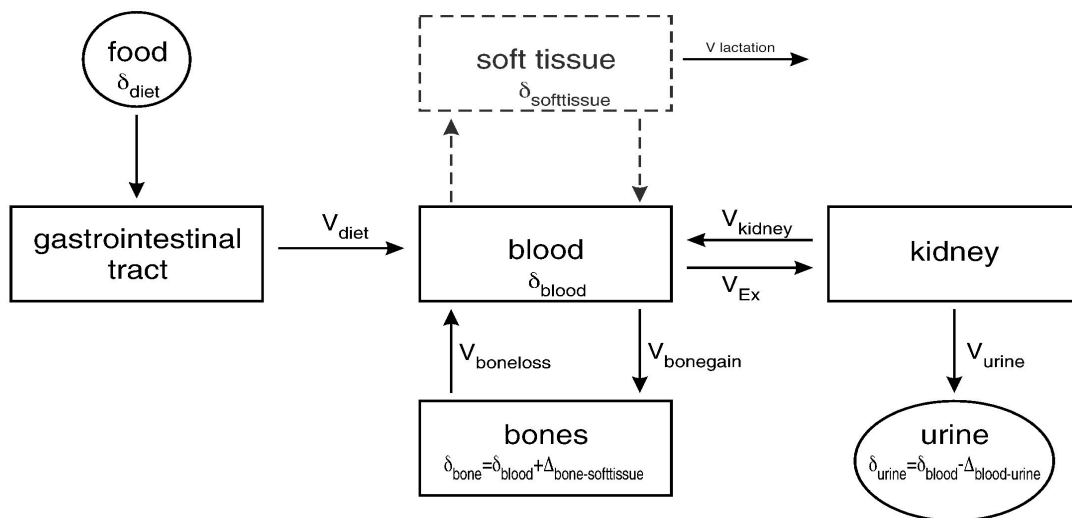 food
δdiet
soft tissue
δsofttissue
V lactation
gastrointestinal
tract
Vdiet
blood
δblood
Vkidney
VEx
kidney
Vboneloss
Vbonegain
Vurine
bones
δbone=δblood+Δbone-softtissue
urine
δurine=δblood-Δblood-urine